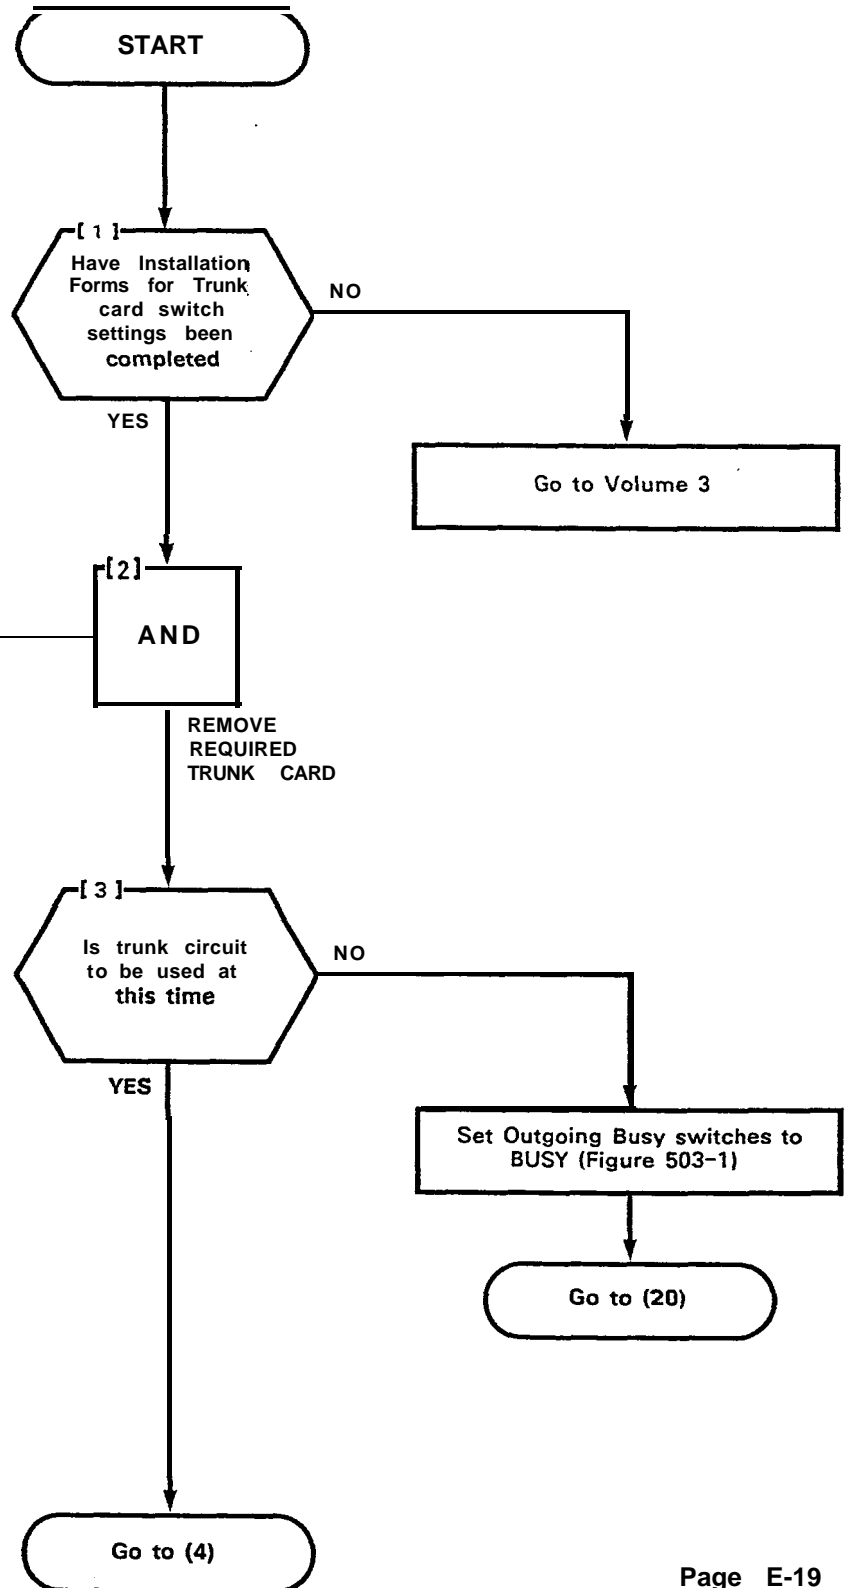 START
[ 1 ]
Have Installation
Forms for Trunk
card switch
settings been
completed
NO
YES
Go to Volume 3
[2]
AND
REMOVE
REQUIRED
TRUNK CARD
[ 3 ]
Is trunk circuit
to be used at
this time
NO
YES
Set Outgoing Busy switches to
BUSY (Figure 503-1)
Go to (20)
Go to (4)
Page E-19